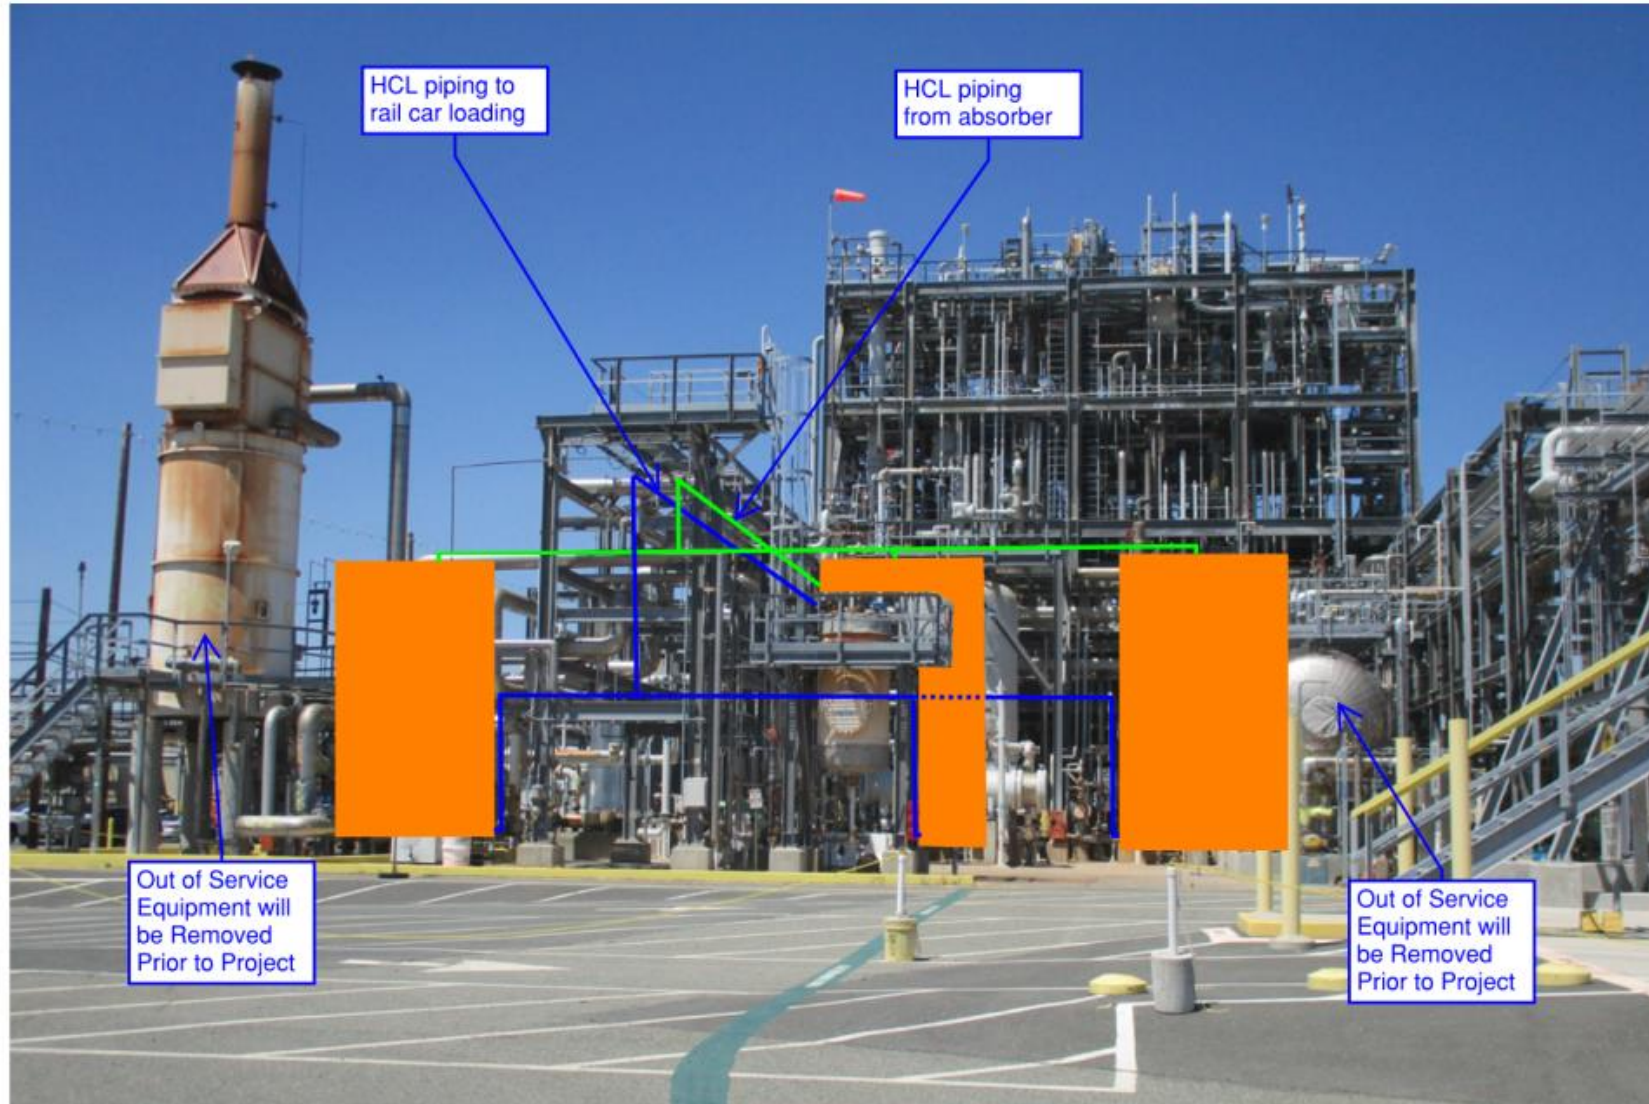 HCL piping to
rail car loading
HCL piping
from absorber
Out of Service
Equipment will
be Removed
Prior to Project
Out of Service
Equipment will
be Removed
Prior to Project